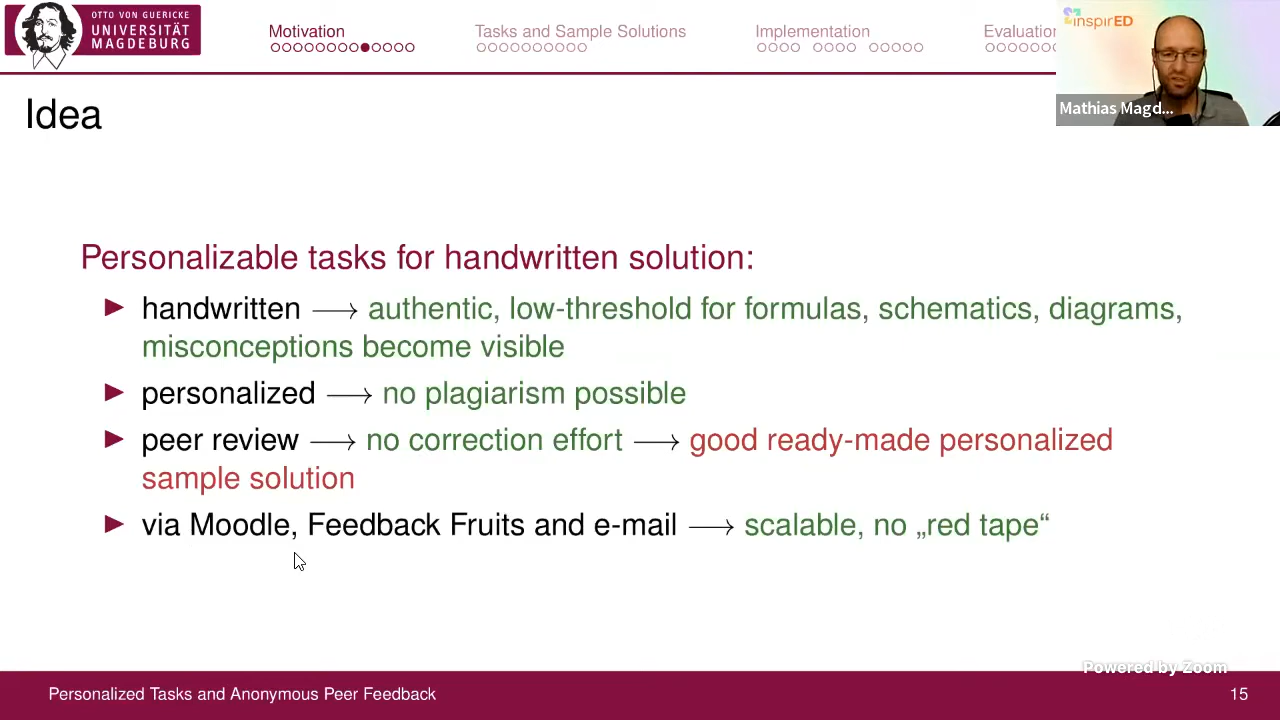 OTTO VON GUERICKE
UNIVERSITÄT
MAGDEBURG
Motivation
Tasks and Sample Solutions
Implementation
Evaluation
inspirED
Mathias Magd...
Idea
Personalizable tasks for handwritten solution:
handwritten ⟶ authentic, low-threshold for formulas, schematics, diagrams,
misconceptions become visible
personalized ⟶ no plagiarism possible
peer review ⟶ no correction effort ⟶ good ready-made personalized
sample solution
via Moodle, Feedback Fruits and e-mail ⟶ scalable, no „red tape“
Powered by Zoom
Personalized Tasks and Anonymous Peer Feedback
15